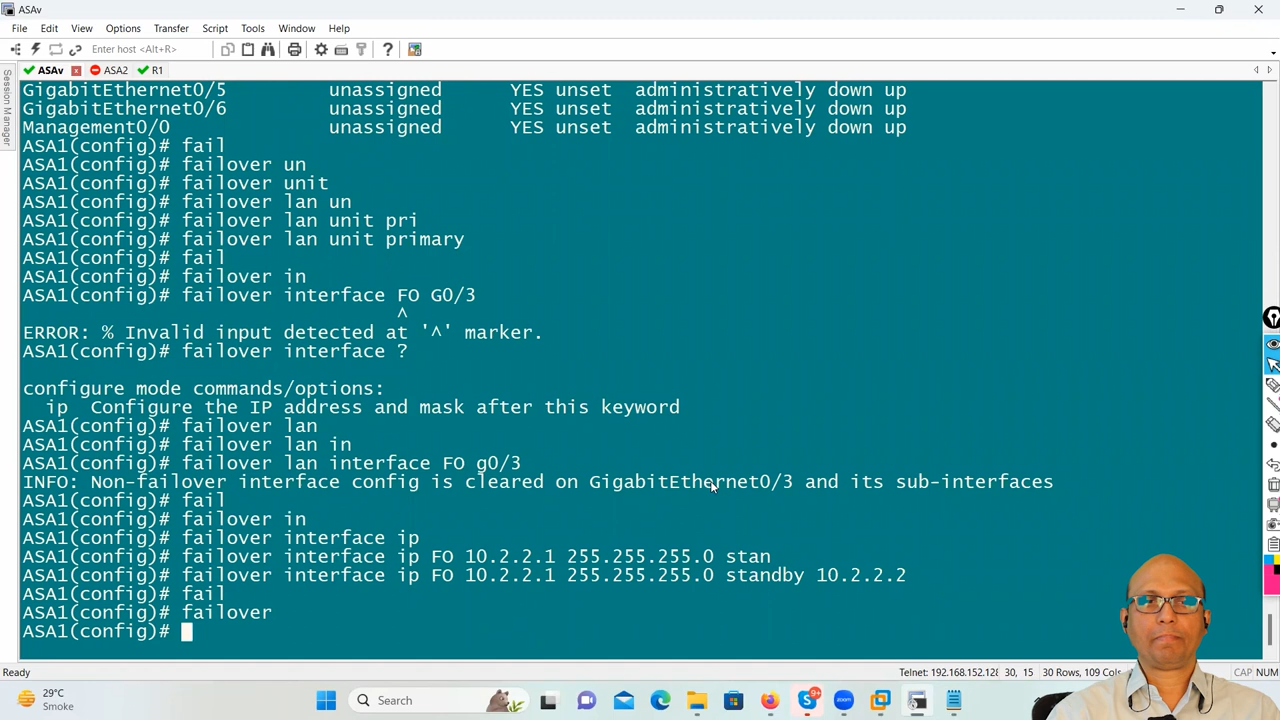 ASAv
File Edit View Options Transfer Script Tools Window Help
Enter host <Alt+R>
ASAv ASA2 R1
Session Manager
GigabitEthernet0/5 unassigned YES unset administratively down up
GigabitEthernet0/6 unassigned YES unset administratively down up
Management0/0 unassigned YES unset administratively down up
ASA1(config)# fail
ASA1(config)# failover un
ASA1(config)# failover unit
ASA1(config)# failover lan un
ASA1(config)# failover lan unit pri
ASA1(config)# failover lan unit primary
ASA1(config)# fail
ASA1(config)# failover in
ASA1(config)# failover interface FO G0/3
^
ERROR: % Invalid input detected at '^' marker.
ASA1(config)# failover interface ?
configure mode commands/options:
ip Configure the IP address and mask after this keyword
ASA1(config)# failover lan
ASA1(config)# failover lan in
ASA1(config)# failover lan interface FO g0/3
INFO: Non-failover interface config is cleared on GigabitEthernet0/3 and its sub-interfaces
ASA1(config)# fail
ASA1(config)# failover in
ASA1(config)# failover interface ip
ASA1(config)# failover interface ip FO 10.2.2.1 255.255.255.0 stan
ASA1(config)# failover interface ip FO 10.2.2.1 255.255.255.0 standby 10.2.2.2
ASA1(config)# fail
ASA1(config)# failover
ASA1(config)#
Ready Telnet: 192.168.152.128 30, 15 30 Rows, 109 Cols CAP NUM
29°C
Smoke
Search
9+
zoom